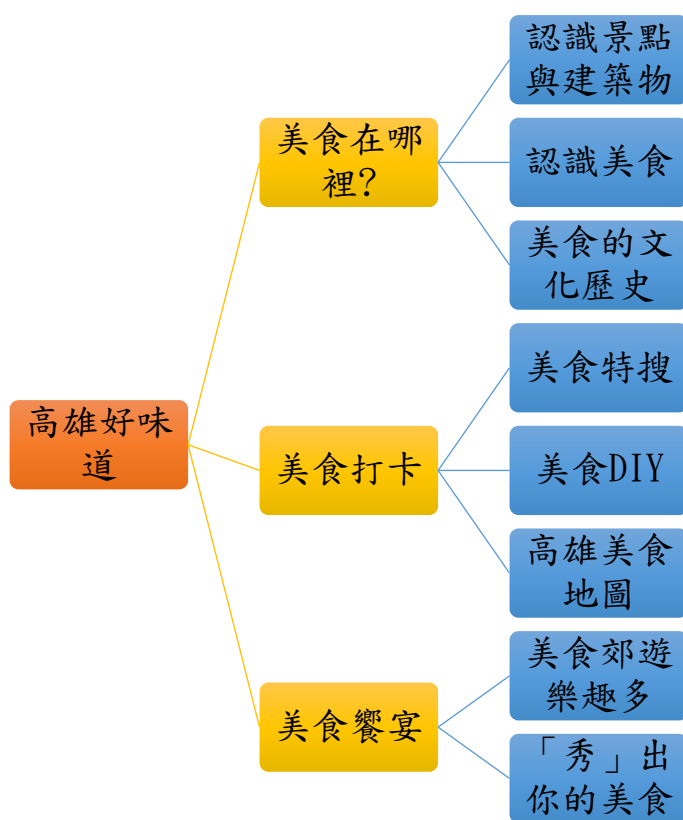 認識景點
與建築物
美食在哪
裡?
認識美食
美食的文
化歷史
美食特搜
高雄好味
道
美食打卡
美食DIY
高雄美食
地圖
美食郊遊
樂趣多
美食饗宴
「秀」出
你的美食